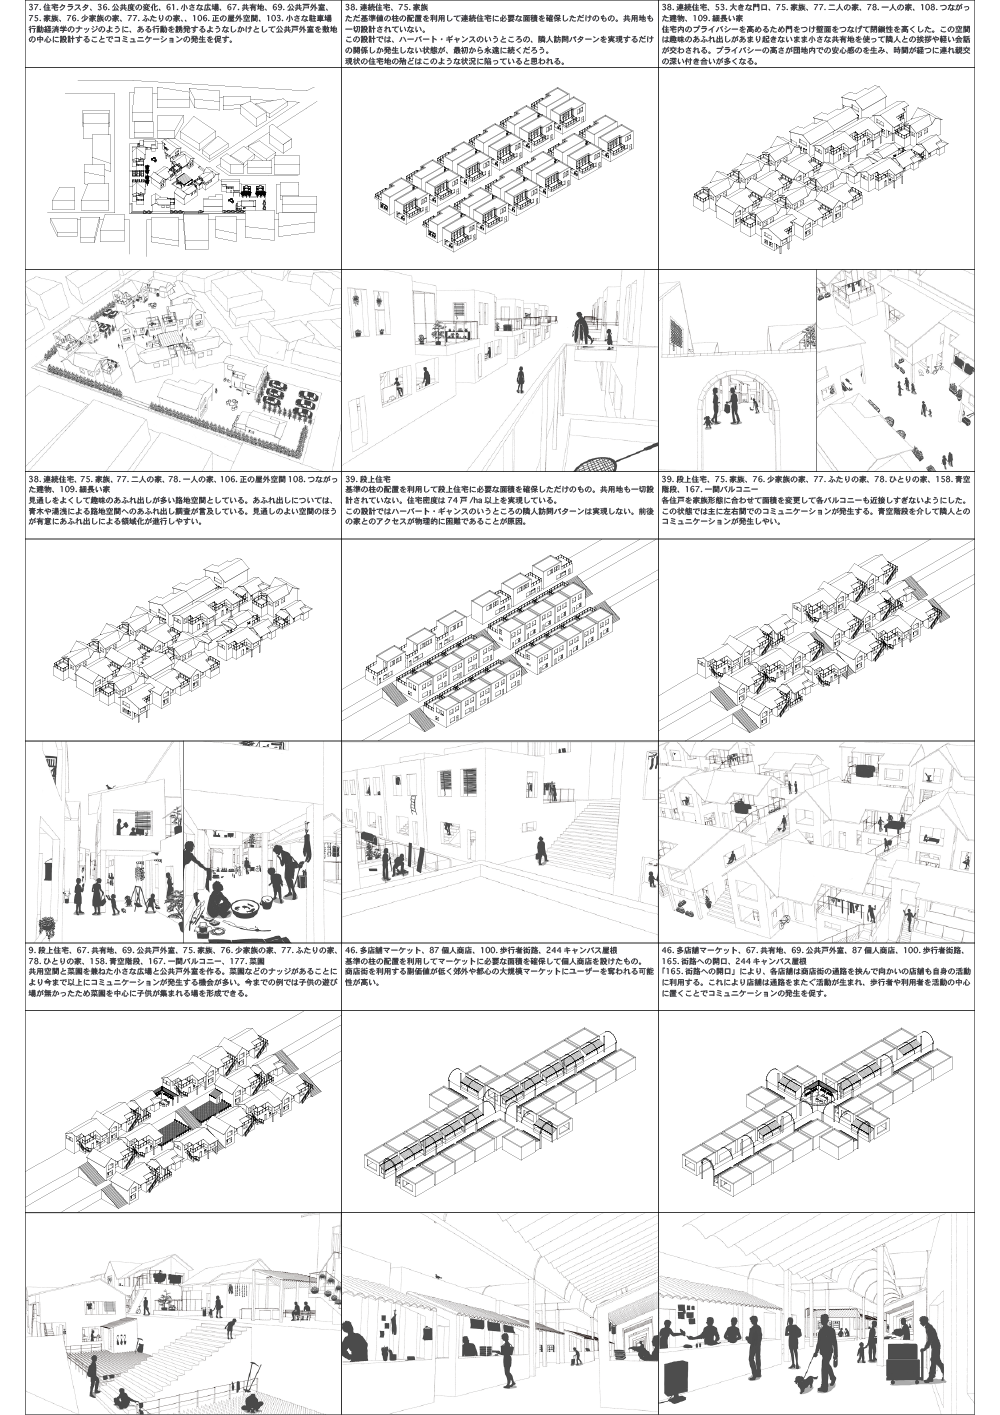 37. 住宅クラスタ、36. 公共度の変化、61. 小さな広場、67. 共有地、69. 公共戸外室、
75. 家族、76. 少家族の家、77. ふたりの家、、106. 正の屋外空間、103. 小さな駐車場
行動経済学のナッジのように、ある行動を誘発するようなしかけとして公共戸外室を敷地
の中心に設計することでコミュニケーションの発生を促す。
38. 連続住宅、75. 家族
ただ基準値の柱の配置を利用して連続住宅に必要な面積を確保しただけのもの。共用地も
一切設計されていない。
この設計では、ハーバート・ギャンスのいうところの、隣人訪問パターンを実現するだけ
の関係しか発生しない状態が、最初から永遠に続くだろう。
現状の住宅地の殆どはこのような状況に陥っていると思われる。
38. 連続住宅、53. 大きな門口、75. 家族、77. 二人の家、78. 一人の家、108. つながっ
た建物、109. 細長い家
住宅内のプライバシーを高めるため門をつけ壁面をつなげて閉鎖性を高くした。この空間
は趣味のあふれ出しがあまり起きないまま小さな共有地を使って隣人との挨拶や軽い会話
が交わされる。プライバシーの高さが団地内での安心感のを生み、時間が経つに連れ親交
の深い付き合いが多くなる。
38. 連続住宅、75. 家族、77. 二人の家、78. 一人の家、106. 正の屋外空間 108. つながっ
た建物、109. 細長い家
見通しをよくして趣味のあふれ出しが多い路地空間としている。あふれ出しについては、
青木や湯浅による路地空間へのあふれ出し調査が言及している。見通しのよい空間のほう
が有意にあふれ出しによる領域化が進行しやすい。
39. 段上住宅
基準の柱の配置を利用して段上住宅に必要な面積を確保しただけのもの。共用地も一切設
計されていない。住宅密度は 74 戸 /ha 以上を実現している。
この設計ではハーバート・ギャンスのいうところの隣人訪問パターンは実現しない。前後
の家とのアクセスが物理的に困難であることが原因。
39. 段上住宅、75. 家族、76. 少家族の家、77. ふたりの家、78. ひとりの家、158. 青空
階段、167. 一間バルコニー
各住戸を家族形態に合わせて面積を変更して各バルコニーも近接しすぎないようにした。
この状態では主に左右間でのコミュニケーションが発生する。青空階段を介して隣人との
コミュニケーションが発生しやい。
9. 段上住宅、67. 共有地、69. 公共戸外室、75. 家族、76. 少家族の家、77. ふたりの家、
78. ひとりの家、158. 青空階段、167. 一間バルコニー、177. 菜園
共用空間と菜園を兼ねた小さな広場と公共戸外室を作る。菜園などのナッジがあることに
より今まで以上にコミュニケーションが発生する機会が多い。今までの例では子供の遊び
場が無かったため菜園を中心に子供が集まれる場を形成できる。
46. 多店舗マーケット、87 個人商店、100. 歩行者街路、244 キャンバス屋根
基準の柱の配置を利用してマーケットに必要な面積を確保して個人商店を設けたもの。
商店街を利用する副価値が低く郊外や都心の大規模マーケットにユーザーを奪われる可能
性が高い。
46. 多店舗マーケット、67. 共有地、69. 公共戸外室、87 個人商店、100. 歩行者街路、
165. 街路への開口、244 キャンバス屋根
「165. 街路への開口」により、各店舗は商店街の通路を挟んで向かいの店舗も自身の活動
に利用する。これにより店舗は通路をまたぐ活動が生まれ、歩行者や利用者を活動の中心
に置くことでコミュニケーションの発生を促す。